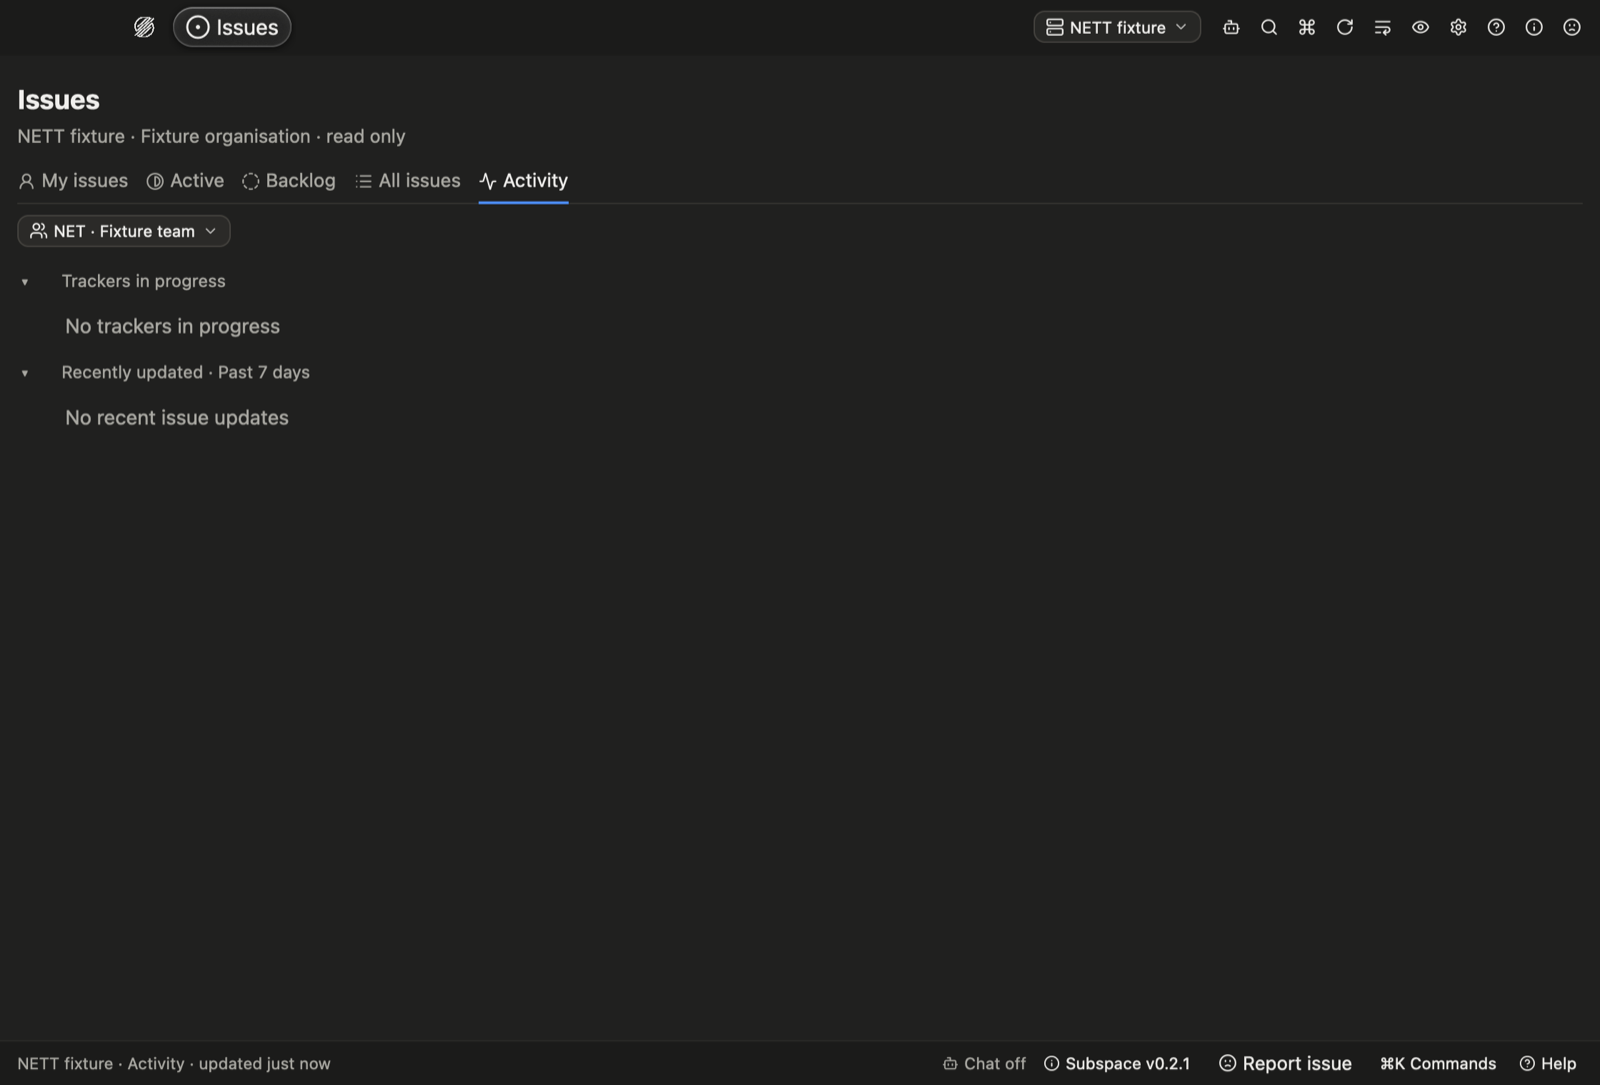 Issues
NETT fixture
Issues
NETT fixture · Fixture organisation · read only
My issues
Active
Backlog
All issues
Activity
NET · Fixture team
Trackers in progress
No trackers in progress
Recently updated · Past 7 days
No recent issue updates
NETT fixture · Activity · updated just now
Chat off
Subspace v0.2.1
Report issue
⌘K Commands
Help